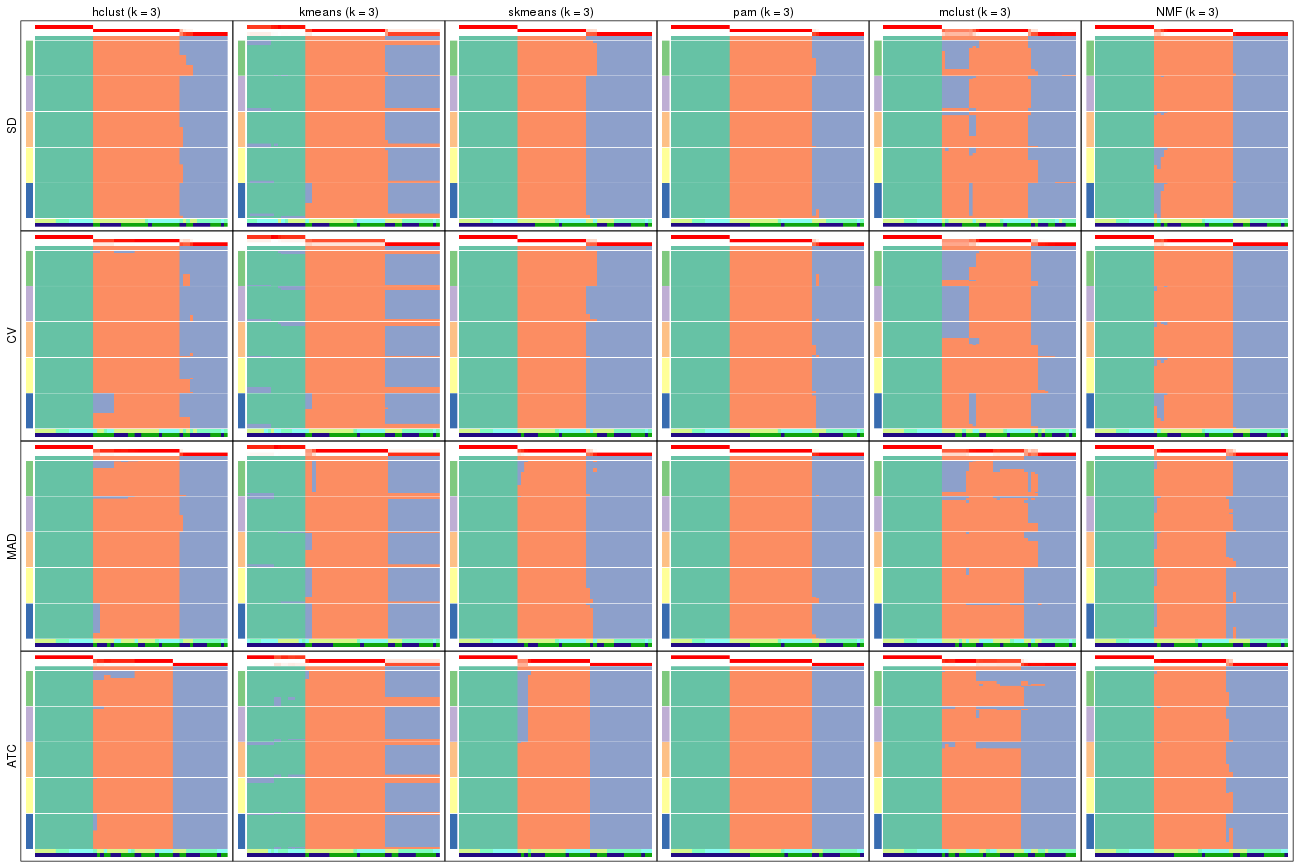 hclust (k = 3) kmeans (k = 3) skmeans (k = 3) pam (k = 3) mclust (k = 3) NMF (k = 3)
SD
CV
MAD
ATC